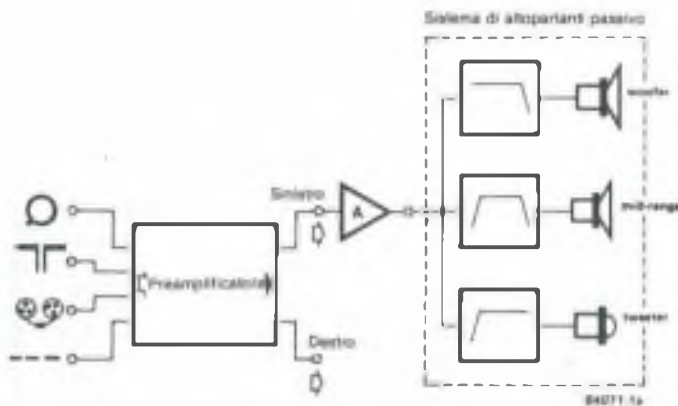 Sistema di altoparlanti passivo
woofer
Sinistro
A
mid-range
Preamplificatore
Destro
tweeter
84071-1a